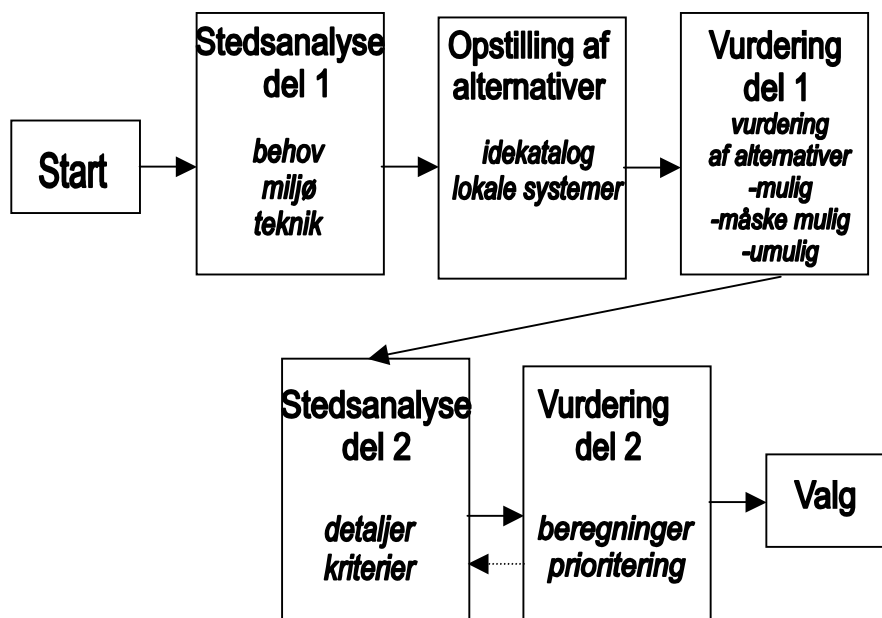 Start
Stedsanalyse
del 1
behov
miljø
teknik
Opstilling af
alternativer
idekatalog
lokale systemer
Vurdering
del 1
vurdering
af alternativer
-mulig
-måske mulig
-umulig
Stedsanalyse
del 2
detaljer
kriterier
Vurdering
del 2
beregninger
prioritering
Valg